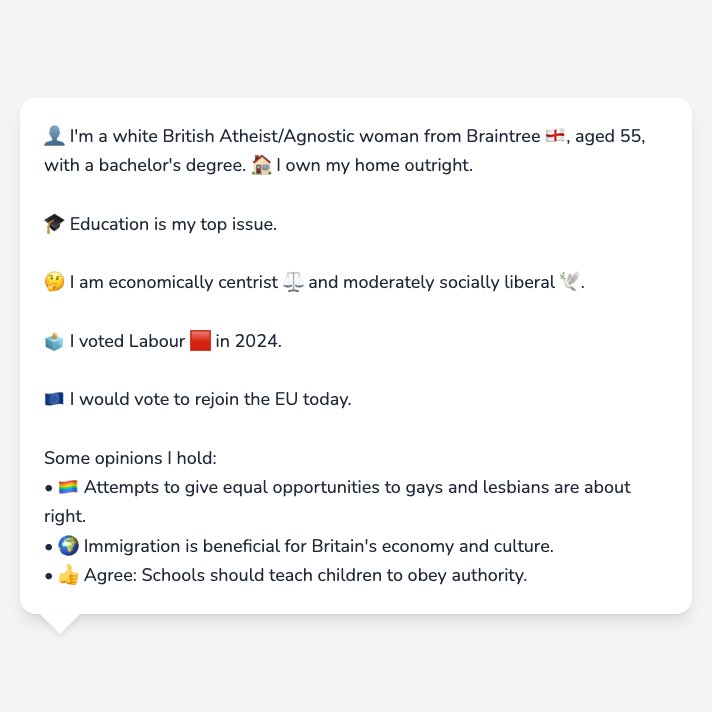 👤 I'm a white British Atheist/Agnostic woman from Braintree 🏴󠁧󠁢󠁥󠁮󠁧󠁿, aged 55,
with a bachelor's degree. 🏠 I own my home outright.
🎓 Education is my top issue.
🤔 I am economically centrist ⚖️ and moderately socially liberal 🕊️.
🗳️ I voted Labour 🟥 in 2024.
🇪🇺 I would vote to rejoin the EU today.
Some opinions I hold:
• 🏳️‍🌈 Attempts to give equal opportunities to gays and lesbians are about
right.
• 🌍 Immigration is beneficial for Britain's economy and culture.
• 👍 Agree: Schools should teach children to obey authority.